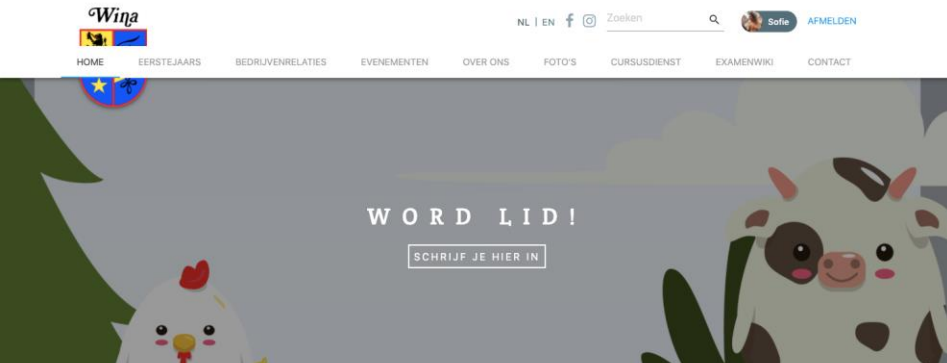 Wina
NL | EN f Zoeken Sofie AFMELDEN
HOME EERSTEJAARS BEDRIJVENRELATIES EVENEMENTEN OVER ONS FOTO'S CURSUSDIENST EXAMENWIKI CONTACT
WORD LID!
SCHRIJF JE HIER IN